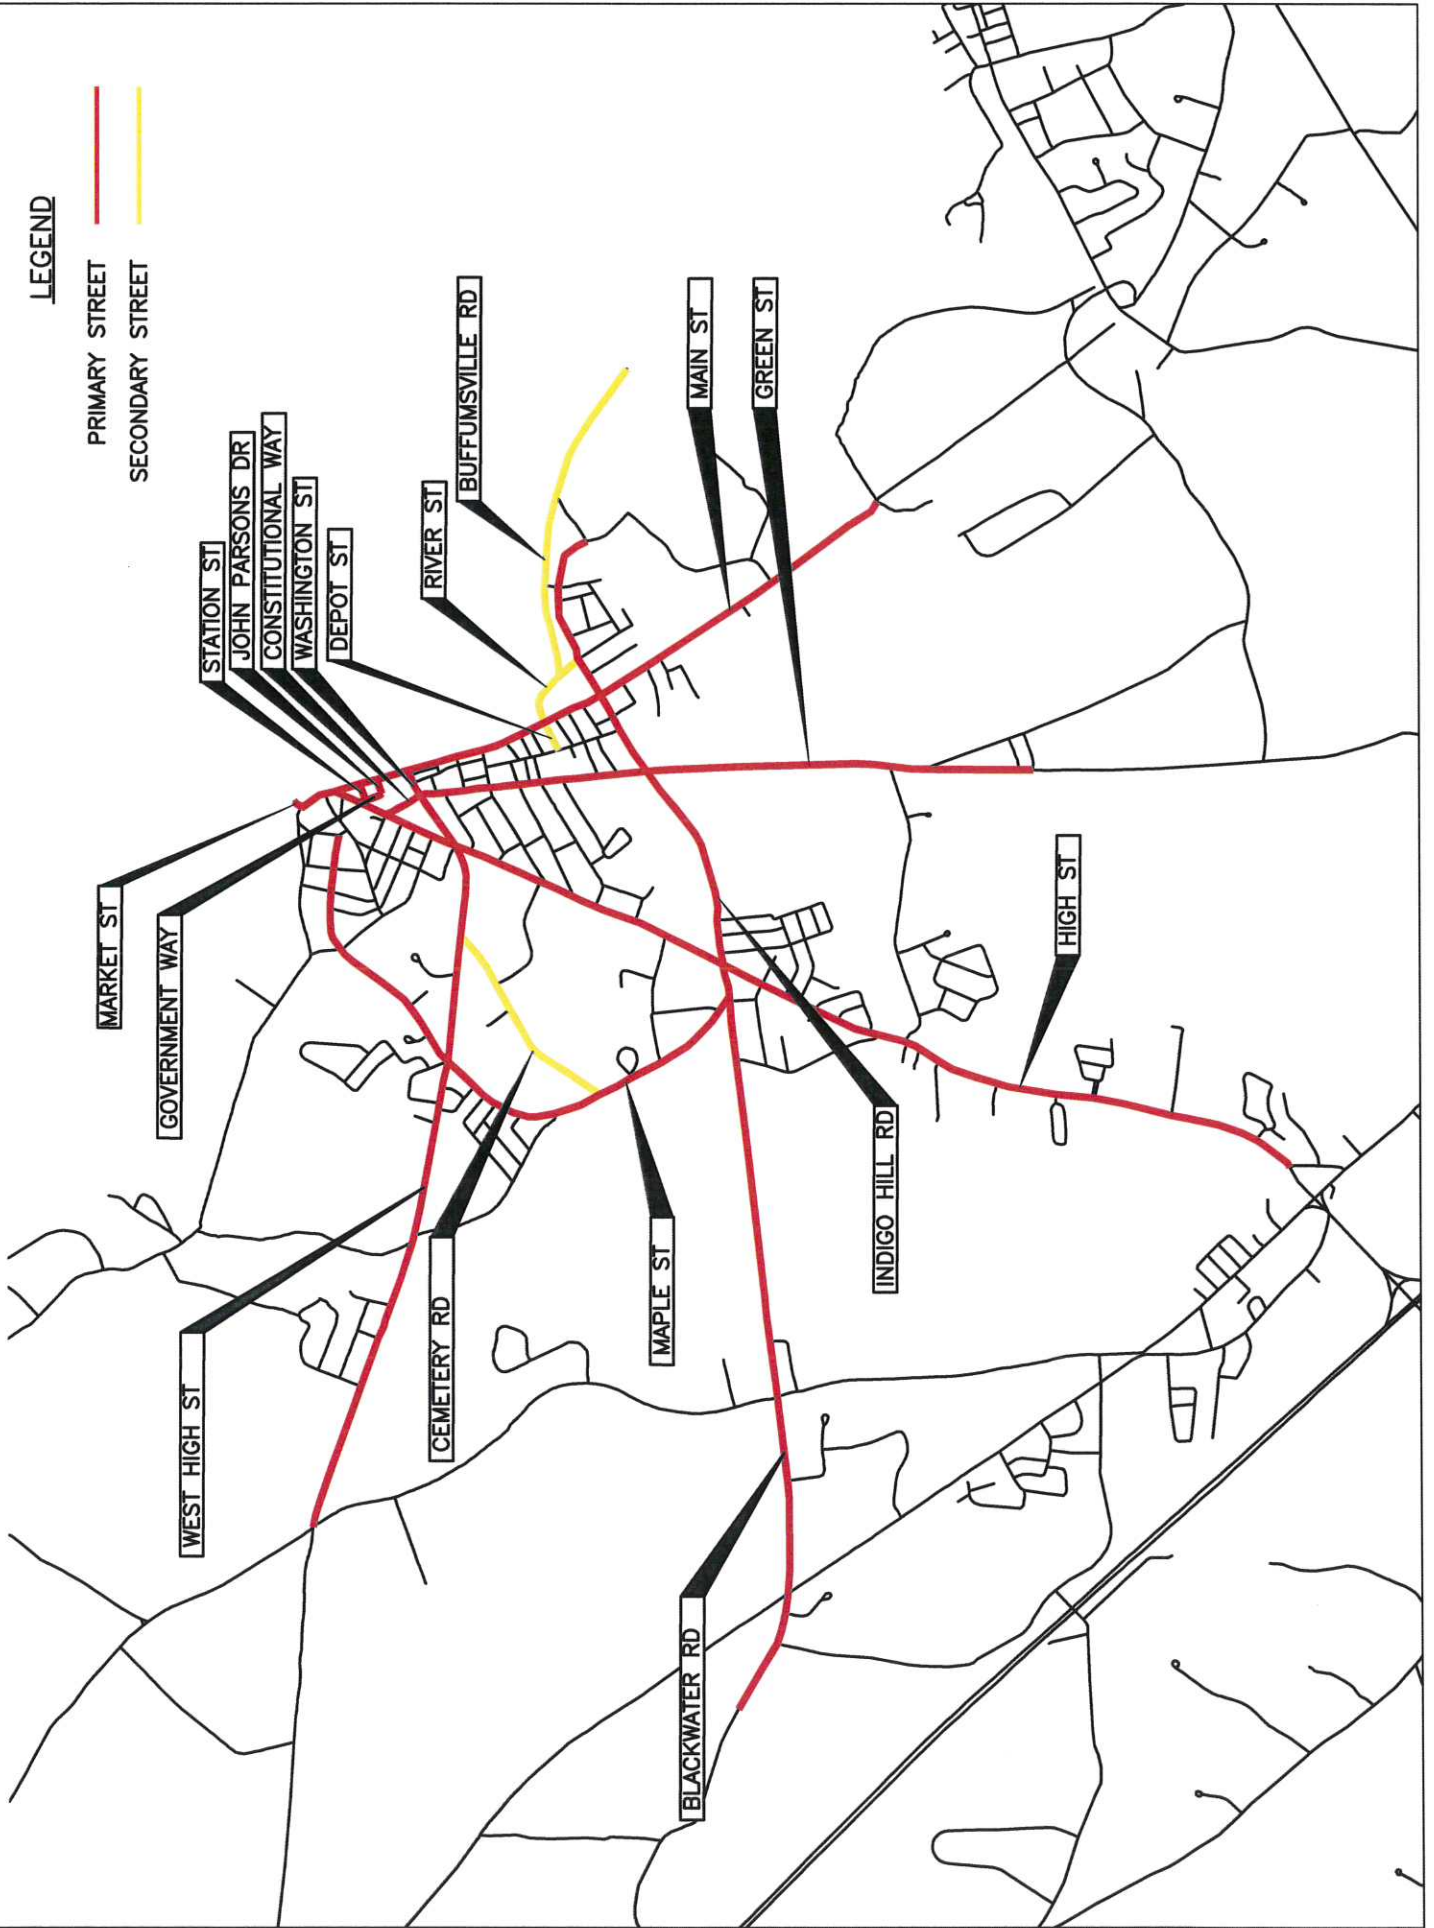 LEGEND
PRIMARY STREET
SECONDARY STREET
STATION ST
JOHN PARSONS DR
CONSTITUTIONAL WAY
WASHINGTON ST
DEPOT ST
RIVER ST
BUFFUMSVILLE RD
MAIN ST
GREEN ST
MARKET ST
GOVERNMENT WAY
HIGH ST
WEST HIGH ST
CEMETERY RD
MAPLE ST
INDIGO HILL RD
BLACKWATER RD